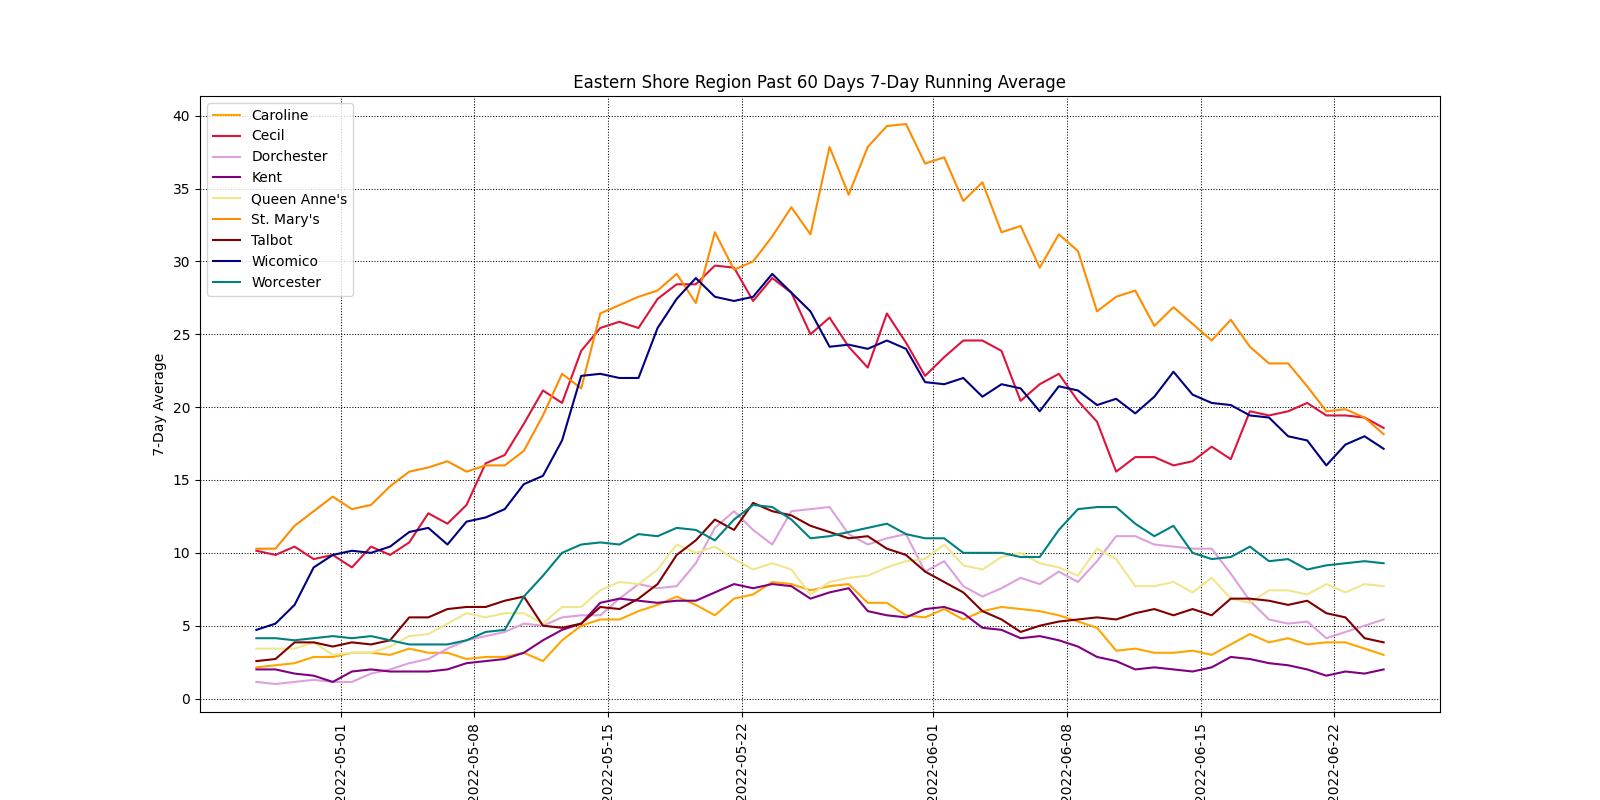 Eastern Shore Region Past 60 Days 7-Day Running Average
Caroline
Cecil
Dorchester
Kent
Queen Anne's
St. Mary's
Talbot
Wicomico
Worcester
7-Day Average
40
35
30
25
20
15
10
5
0
2022-05-01
2022-05-08
2022-05-15
2022-05-22
2022-06-01
2022-06-08
2022-06-15
2022-06-22